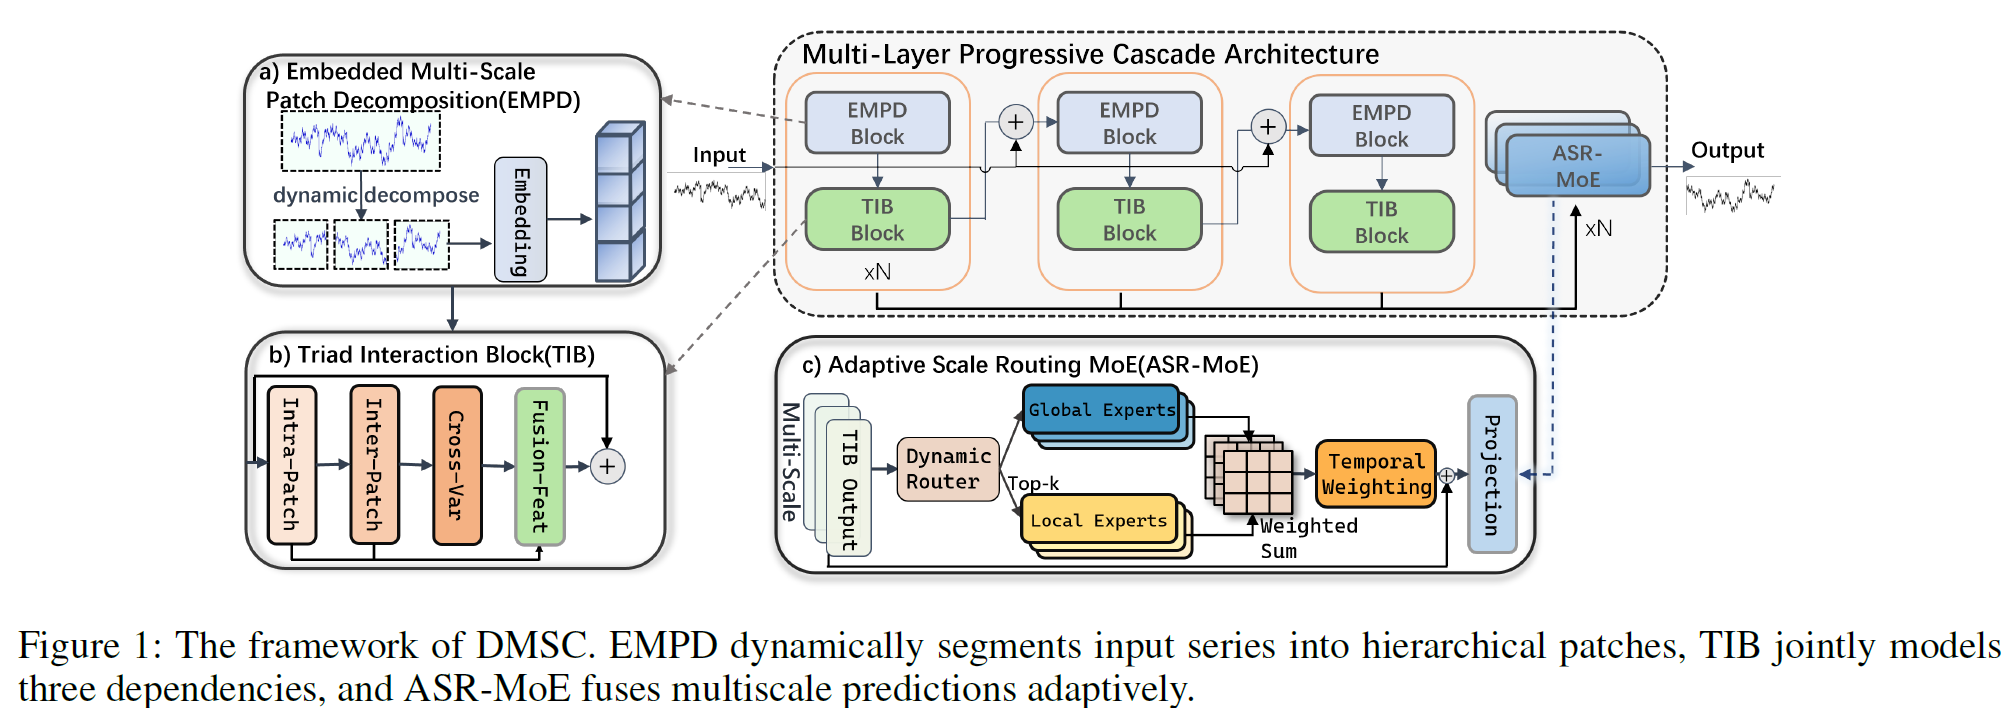 a) Embedded Multi-Scale
Patch Decomposition(EMPD)
dynamic decompose
Embedding
b) Triad Interaction Block(TIB)
Intra-Patch
Inter-Patch
Cross-Var
Fusion-Feat
+
Multi-Layer Progressive Cascade Architecture
Input
EMPD
Block
TIB
Block
xN
+
EMPD
Block
TIB
Block
+
EMPD
Block
TIB
Block
ASR-
MoE
xN
Output
c) Adaptive Scale Routing MoE(ASR-MoE)
Multi-Scale
TIB Output
Dynamic
Router
Top-k
Global Experts
Local Experts
Weighted
Sum
Temporal
Weighting
+
Projection
Figure 1: The framework of DMSC. EMPD dynamically segments input series into hierarchical patches, TIB jointly models
three dependencies, and ASR-MoE fuses multiscale predictions adaptively.